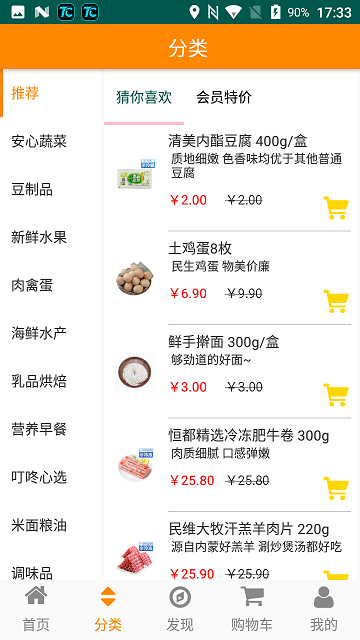 90% 17:33
分类
推荐
安心蔬菜
豆制品
新鲜水果
肉禽蛋
海鲜水产
乳品烘焙
营养早餐
叮咚心选
米面粮油
调味品
猜你喜欢 会员特价
清美内酯豆腐 400g/盒
质地细嫩 色香味均优于其他普通
豆腐
￥2.00 ￥2.00
土鸡蛋8枚
民生鸡蛋 物美价廉
￥6.90 ￥9.90
鲜手擀面 300g/盒
够劲道的好面~
￥3.00 ￥3.00
恒都精选冷冻肥牛卷 300g
肉质细腻 口感弹嫩
￥25.80 ￥25.80
民维大牧汗羔羊肉片 220g
源自内蒙好羔羊 涮炒煲汤都好吃
￥25.90 ￥25.90
首页 分类 发现 购物车 我的